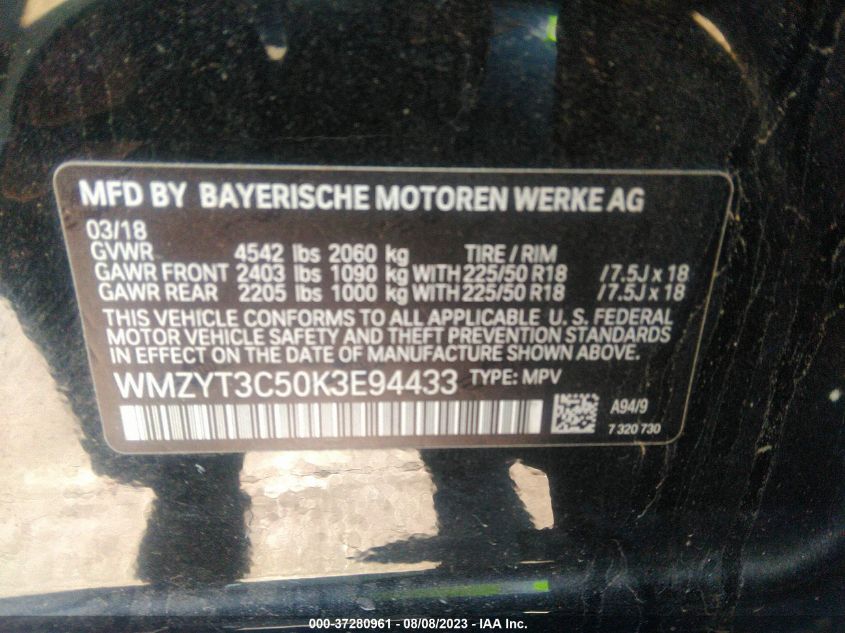 MFD BY BAYERISCHE MOTOREN WERKE AG
03/18
GVWR 4542 lbs 2060 kg TIRE / RIM
GAWR FRONT 2403 lbs 1090 kg WITH 225/50 R18 /7.5J x 18
GAWR REAR 2205 lbs 1000 kg WITH 225/50 R18 /7.5J x 18
THIS VEHICLE CONFORMS TO ALL APPLICABLE U. S. FEDERAL
MOTOR VEHICLE SAFETY AND THEFT PREVENTION STANDARDS
IN EFFECT ON THE DATE OF MANUFACTURE SHOWN ABOVE.
WMZYT3C50K3E94433 TYPE: MPV
A94/9
7 320 730
000-37280961 - 08/08/2023 - IAA Inc.